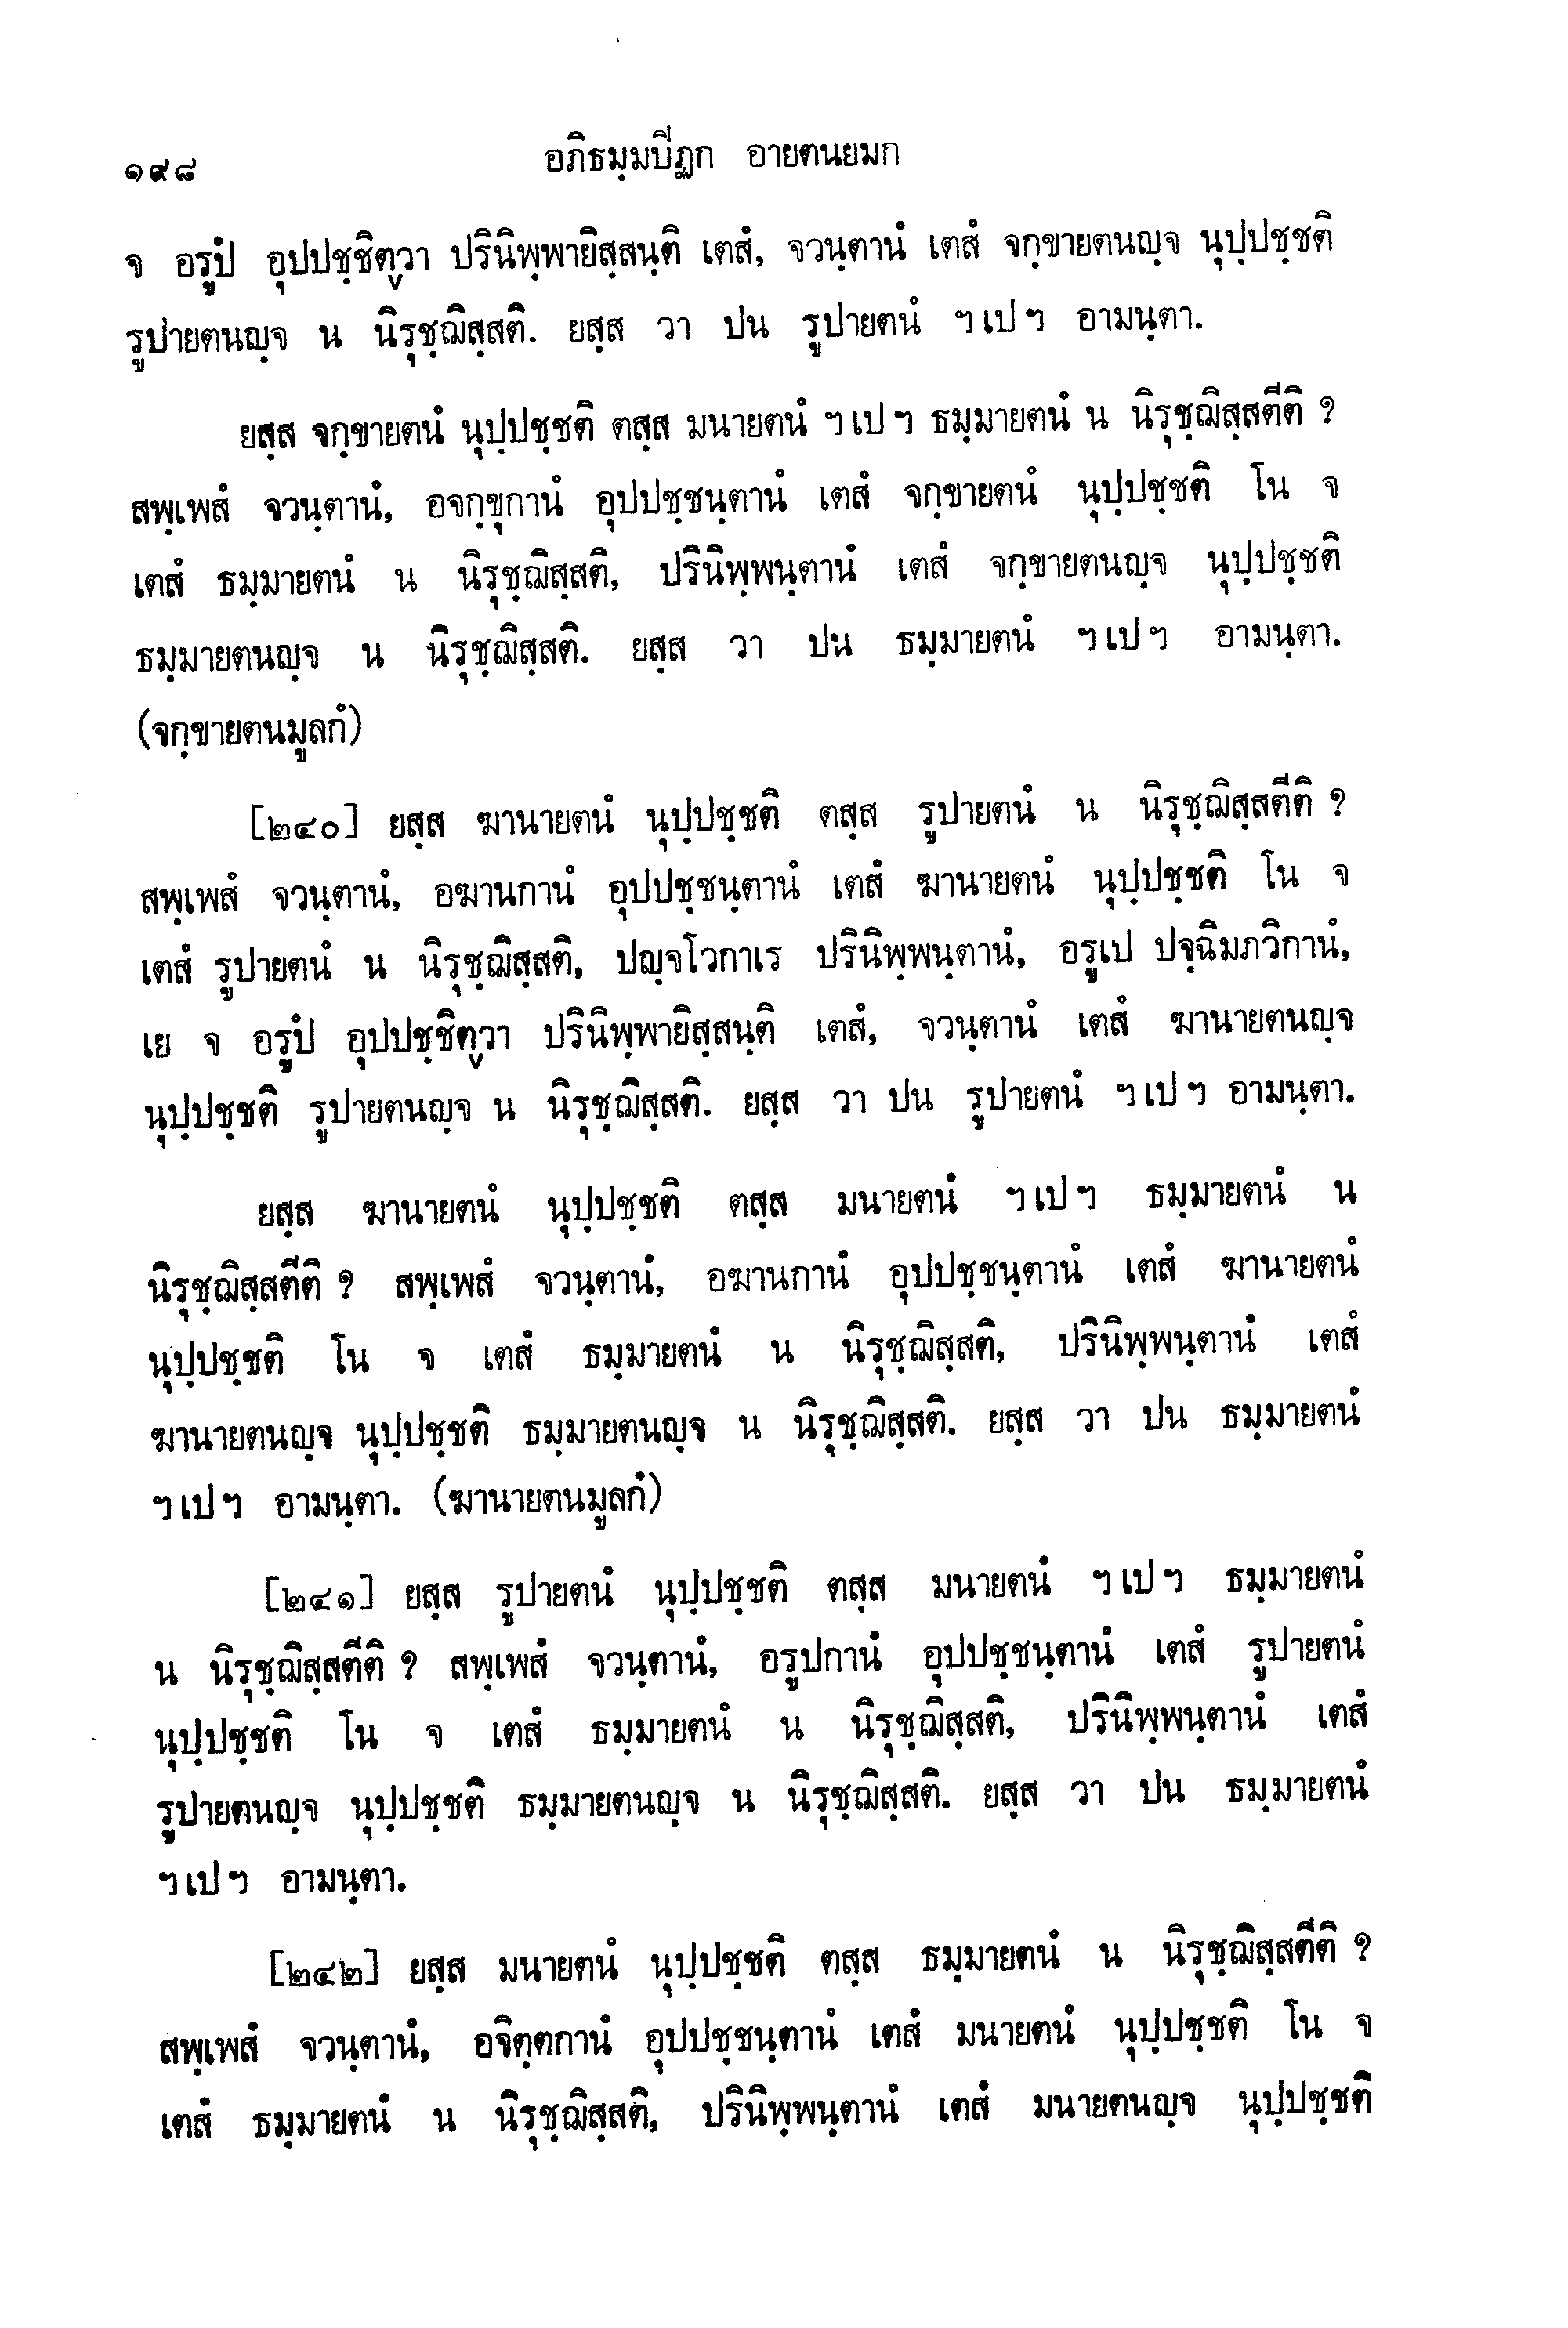 ๑๙๘ อภิธมฺมปีฏก อายตนยมก
จ อรูปํ อุปปชฺชิตฺวา ปรินิพฺพายิสฺสนฺติ เตสํ, จวนฺตานํ เตสํ จกฺขายตนญฺจ นุปฺปชฺชติ
รูปายตนญฺจ น นิรุชฺฌิสฺสติ. ยสฺส วา ปน รูปายตนํ ฯเปฯ อามนฺตา.
ยสฺส จกฺขายตนํ นุปฺปชฺชติ ตสฺส มนายตนํ ฯเปฯ ธมฺมายตนํ น นิรุชฺฌิสฺสตีติ ?
สพฺเพสํ จวนฺตานํ, อจกฺขุกานํ อุปปชฺชนฺตานํ เตสํ จกฺขายตนํ นุปฺปชฺชติ โน จ
เตสํ ธมฺมายตนํ น นิรุชฺฌิสฺสติ, ปรินิพฺพนฺตานํ เตสํ จกฺขายตนญฺจ นุปฺปชฺชติ
ธมฺมายตนญฺจ น นิรุชฺฌิสฺสติ. ยสฺส วา ปน ธมฺมายตนํ ฯเปฯ อามนฺตา.
(จกฺขายตนมูลกํ)
[๒๔๐] ยสฺส ฆานายตนํ นุปฺปชฺชติ ตสฺส รูปายตนํ น นิรุชฺฌิสฺสตีติ ?
สพฺเพสํ จวนฺตานํ, อฆานกานํ อุปปชฺชนฺตานํ เตสํ ฆานายตนํ นุปฺปชฺชติ โน จ
เตสํ รูปายตนํ น นิรุชฺฌิสฺสติ, ปญฺจโวกาเร ปรินิพฺพนฺตานํ, อรูเป ปจฺฉิมภวิกานํ,
เย จ อรูปํ อุปปชฺชิตฺวา ปรินิพฺพายิสฺสนฺติ เตสํ, จวนฺตานํ เตสํ ฆานายตนญฺจ
นุปฺปชฺชติ รูปายตนญฺจ น นิรุชฺฌิสฺสติ. ยสฺส วา ปน รูปายตนํ ฯเปฯ อามนฺตา.
ยสฺส ฆานายตนํ นุปฺปชฺชติ ตสฺส มนายตนํ ฯเปฯ ธมฺมายตนํ น
นิรุชฺฌิสฺสตีติ ? สพฺเพสํ จวนฺตานํ, อฆานกานํ อุปปชฺชนฺตานํ เตสํ ฆานายตนํ
นุปฺปชฺชติ โน จ เตสํ ธมฺมายตนํ น นิรุชฺฌิสฺสติ, ปรินิพฺพนฺตานํ เตสํ
ฆานายตนญฺจ นุปฺปชฺชติ ธมฺมายตนญฺจ น นิรุชฺฌิสฺสติ. ยสฺส วา ปน ธมฺมายตนํ
ฯเปฯ อามนฺตา. (ฆานายตนมูลกํ)
[๒๔๑] ยสฺส รูปายตนํ นุปฺปชฺชติ ตสฺส มนายตนํ ฯเปฯ ธมฺมายตนํ
น นิรุชฺฌิสฺสตีติ ? สพฺเพสํ จวนฺตานํ, อรูปกานํ อุปปชฺชนฺตานํ เตสํ รูปายตนํ
นุปฺปชฺชติ โน จ เตสํ ธมฺมายตนํ น นิรุชฺฌิสฺสติ, ปรินิพฺพนฺตานํ เตสํ
รูปายตนญฺจ นุปฺปชฺชติ ธมฺมายตนญฺจ น นิรุชฺฌิสฺสติ. ยสฺส วา ปน ธมฺมายตนํ
ฯเปฯ อามนฺตา.
[๒๔๒] ยสฺส มนายตนํ นุปฺปชฺชติ ตสฺส ธมฺมายตนํ น นิรุชฺฌิสฺสตีติ ?
สพฺเพสํ จวนฺตานํ, อจิตฺตกานํ อุปปชฺชนฺตานํ เตสํ มนายตนํ นุปฺปชฺชติ โน จ
เตสํ ธมฺมายตนํ น นิรุชฺฌิสฺสติ, ปรินิพฺพนฺตานํ เตสํ มนายตนญฺจ นุปฺปชฺชติ